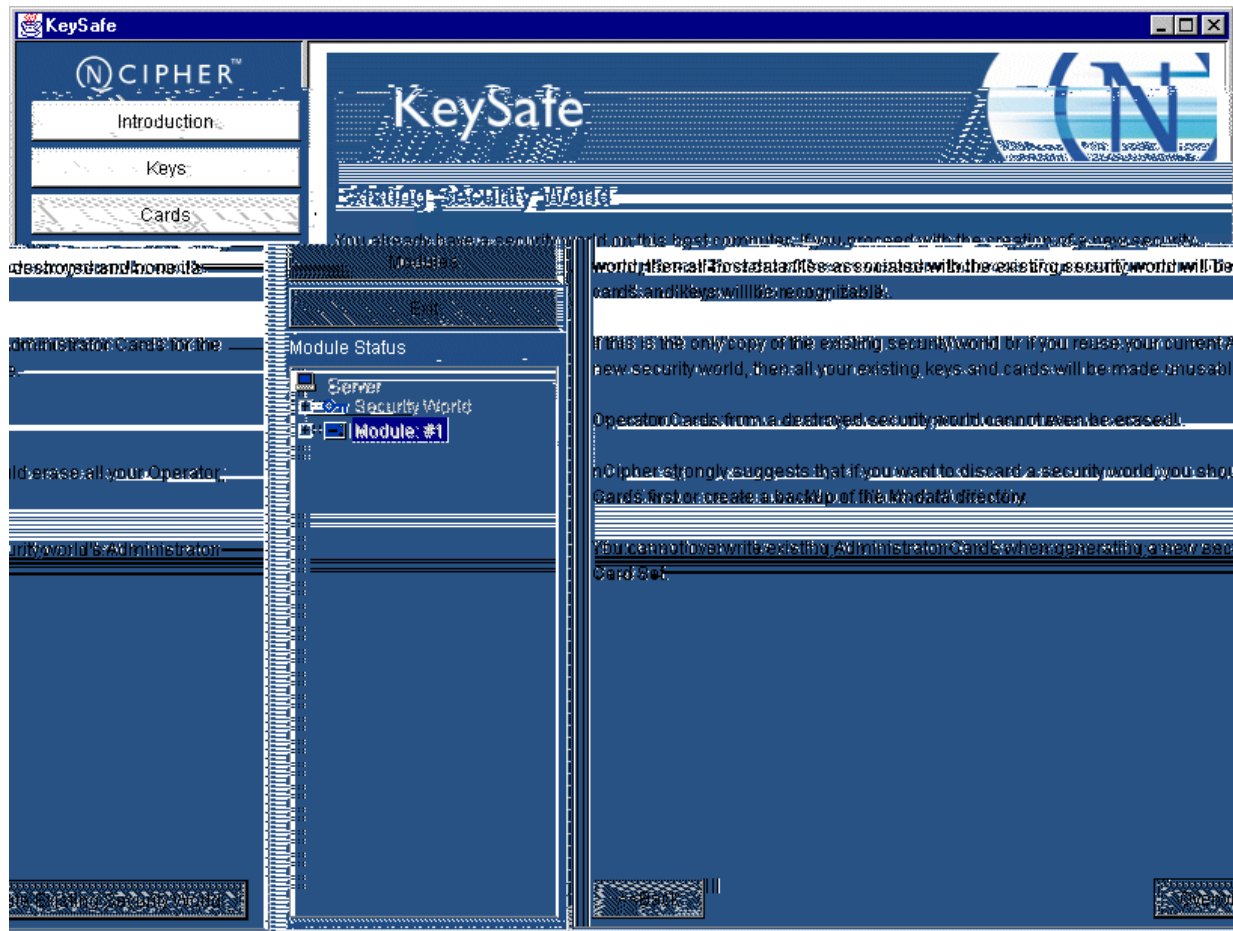 KeySafe
NCIPHER™
Introduction
Keys
Cards
Modules
Exit
Module Status
Server
Security World
Module: #1
KeySafe
Existing Security World
You already have a security world on this host computer. If you proceed with the creation of a new security
world, then all host data files associated with the existing security world will be
destroyed and none
cards and keys will be recognizable.
If this is the only copy of the existing security world or if you reuse your current
Administrator Cards for the
new security world, then all your existing keys and cards will be made
Operator Cards from a destroyed security world cannot even be erased!
nCipher strongly suggests that if you want to discard a security world, you
erase all your Operator
Cards first or create a backup of the kmdata directory.
You cannot overwrite existing Administrator Cards when generating a new
world's Administrator
Card Set.
Existing Security World
Back